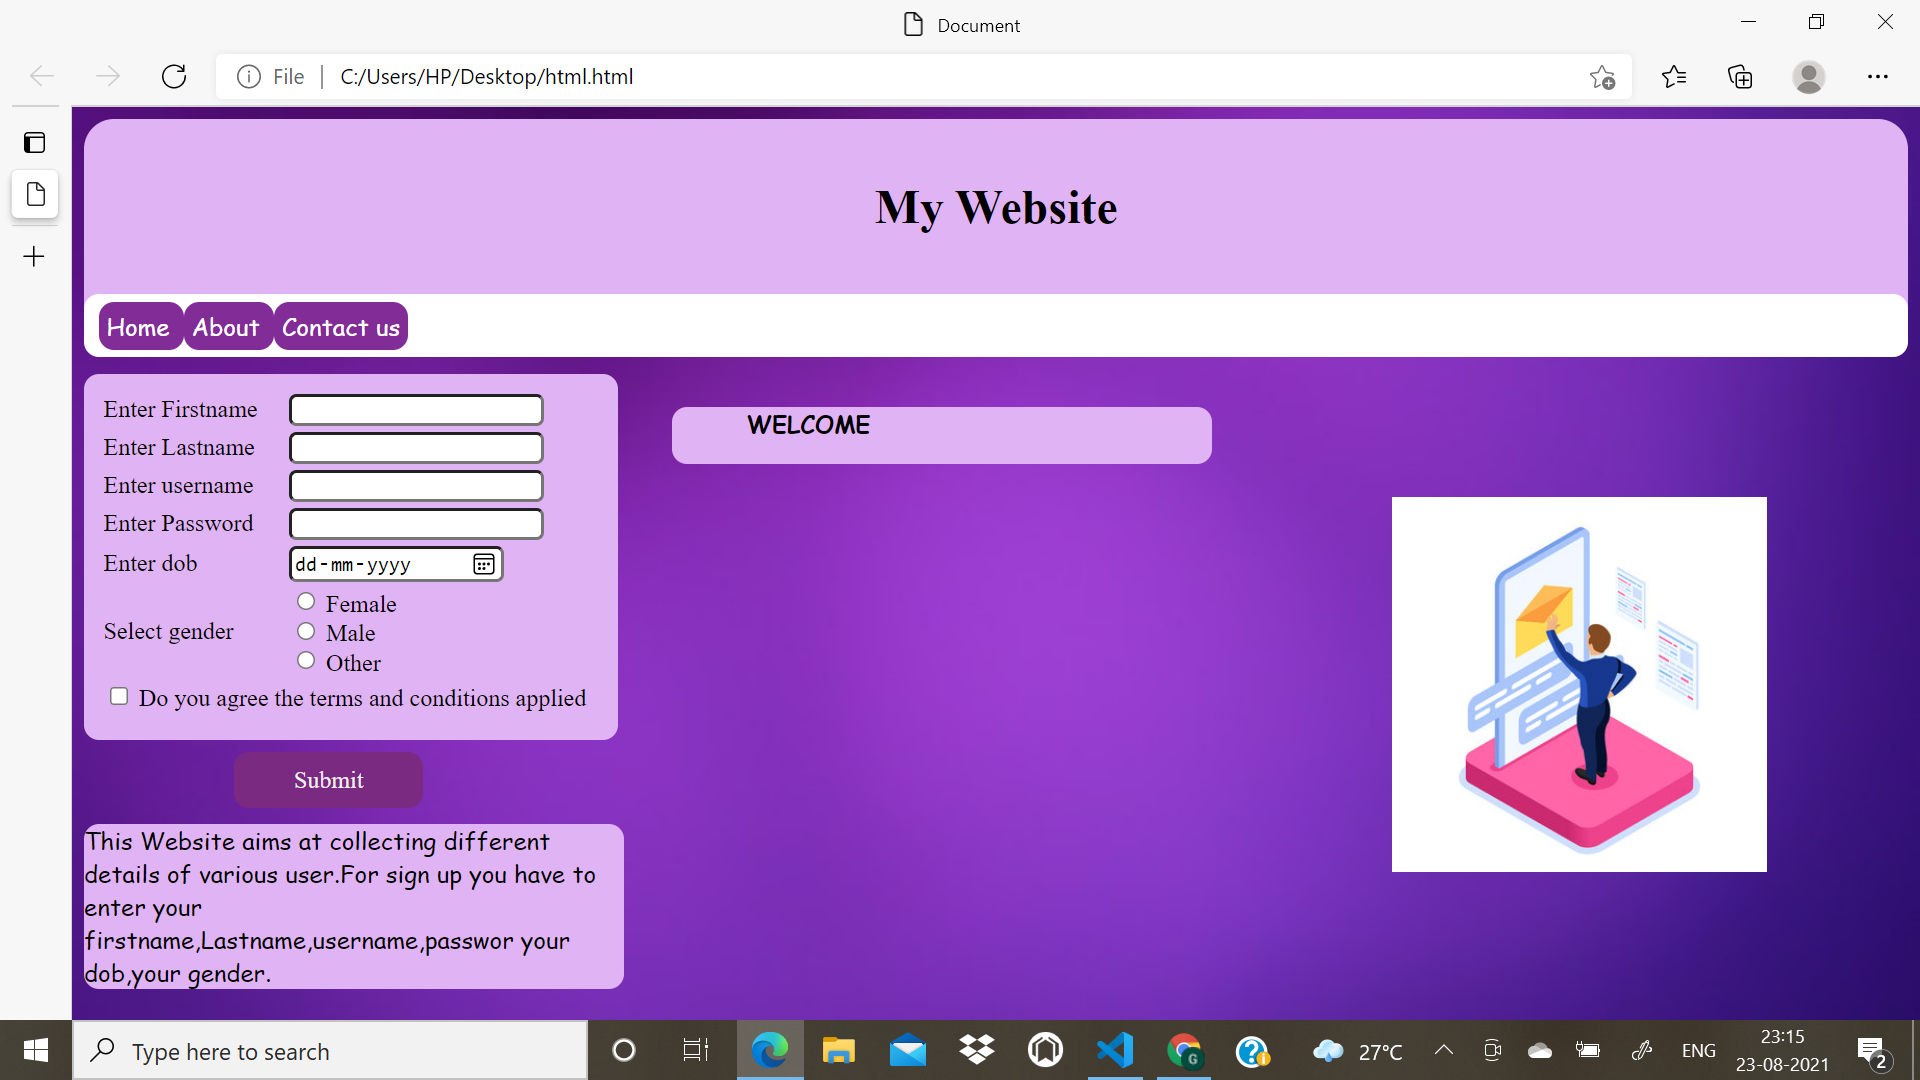 Document
File
C:/Users/HP/Desktop/html.html
My Website
Home
About
Contact us
Enter Firstname
Enter Lastname
Enter username
Enter Password
Enter dob
dd-mm-yyyy
Select gender
Female
Male
Other
Do you agree the terms and conditions applied
Submit
This Website aims at collecting different
details of various user.For sign up you have to
enter your
firstname,Lastname,username,passwor your
dob,your gender.
WELCOME
Type here to search
G
27°C
ENG
23:15
23-08-2021
2